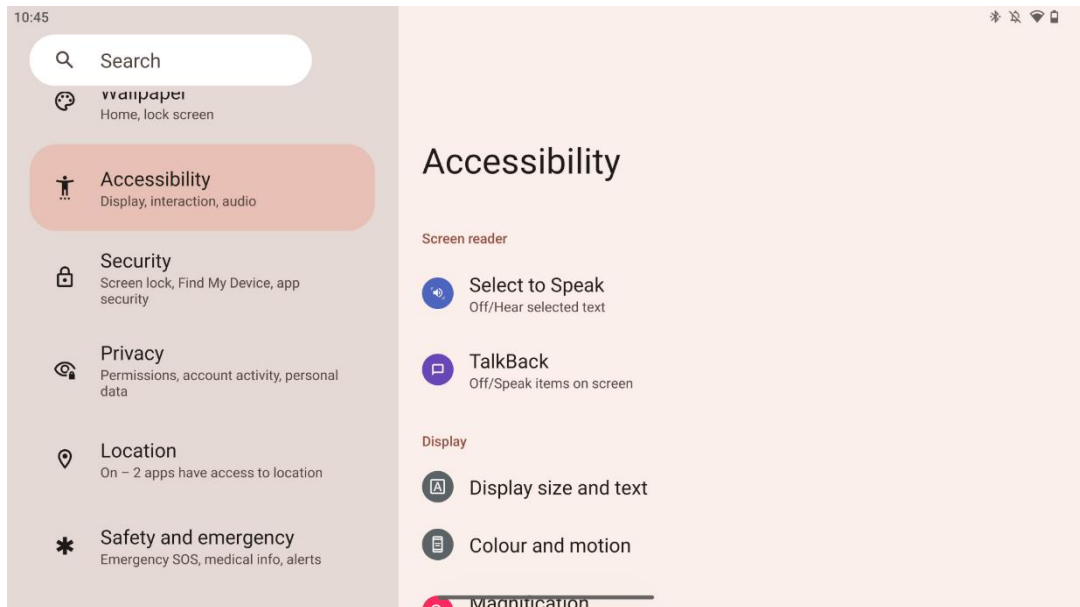 10:45
Search
Wallpaper
Home, lock screen
Accessibility
Display, interaction, audio
Security
Screen lock, Find My Device, app
security
Privacy
Permissions, account activity, personal
data
Location
On – 2 apps have access to location
Safety and emergency
Emergency SOS, medical info, alerts
Accessibility
Screen reader
Select to Speak
Off/Hear selected text
TalkBack
Off/Speak items on screen
Display
Display size and text
Colour and motion
Magnification